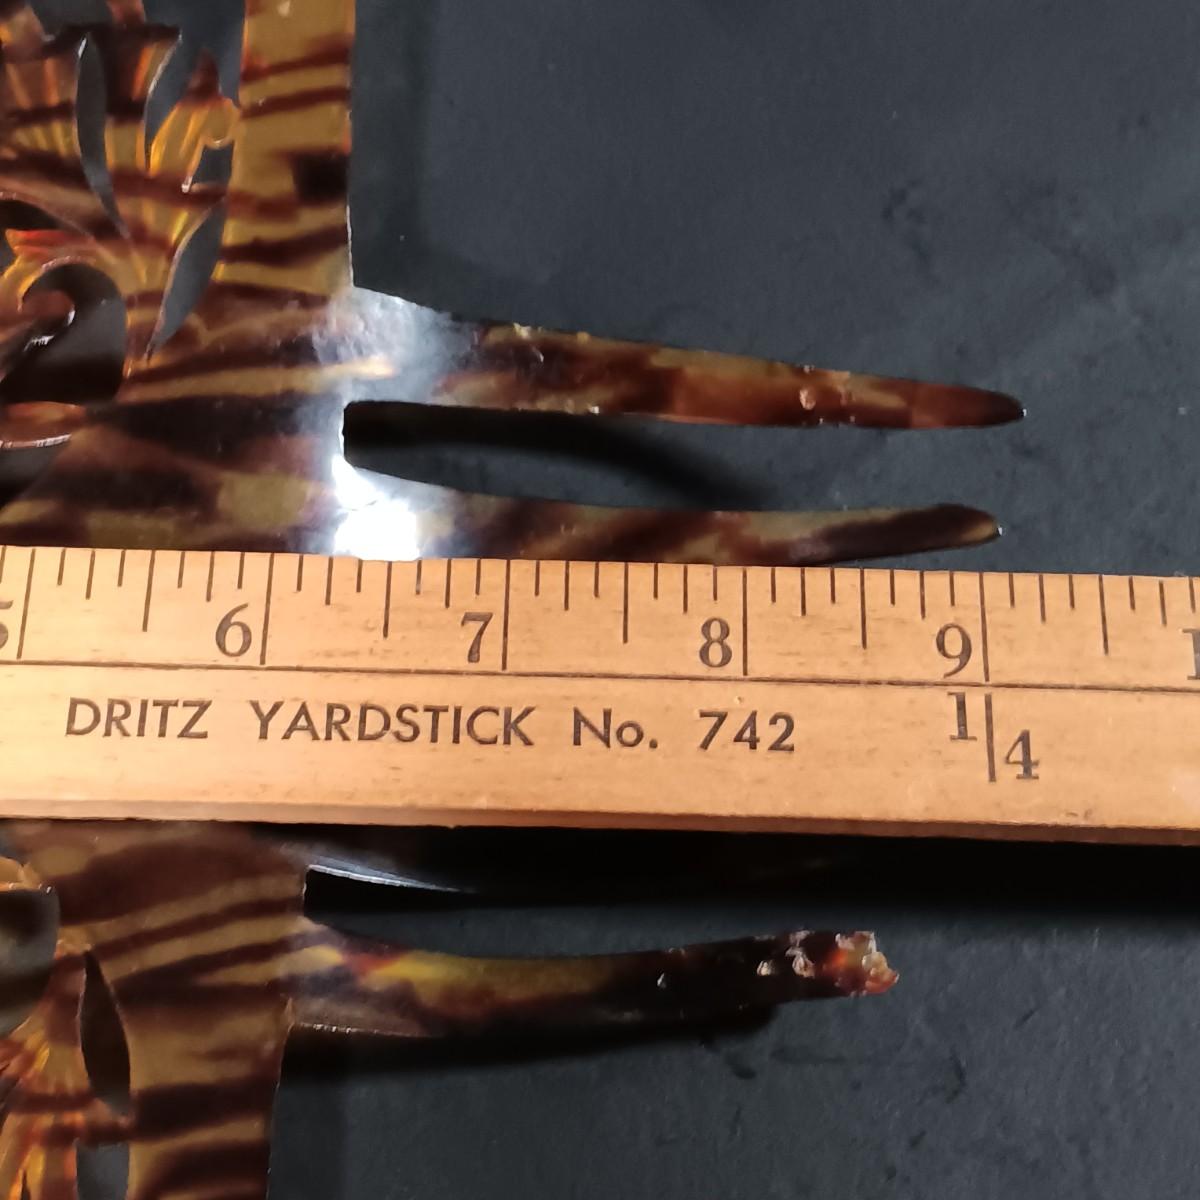 5 6 7 8 9 1
DRITZ YARDSTICK No. 742 1|4